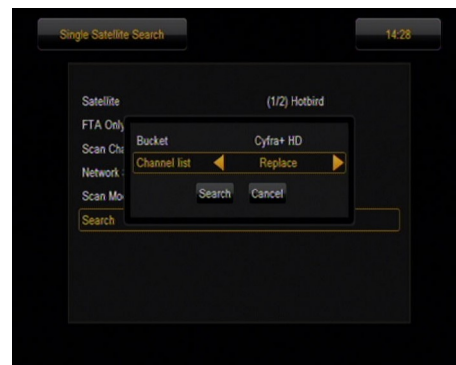 Single Satellite Search 14:28
Satellite (1/2) Hotbird
FTA Only
Scan Cha
Bucket Cyfra+ HD
Channel list Replace
Network
Scan Mo
Search Cancel
Search